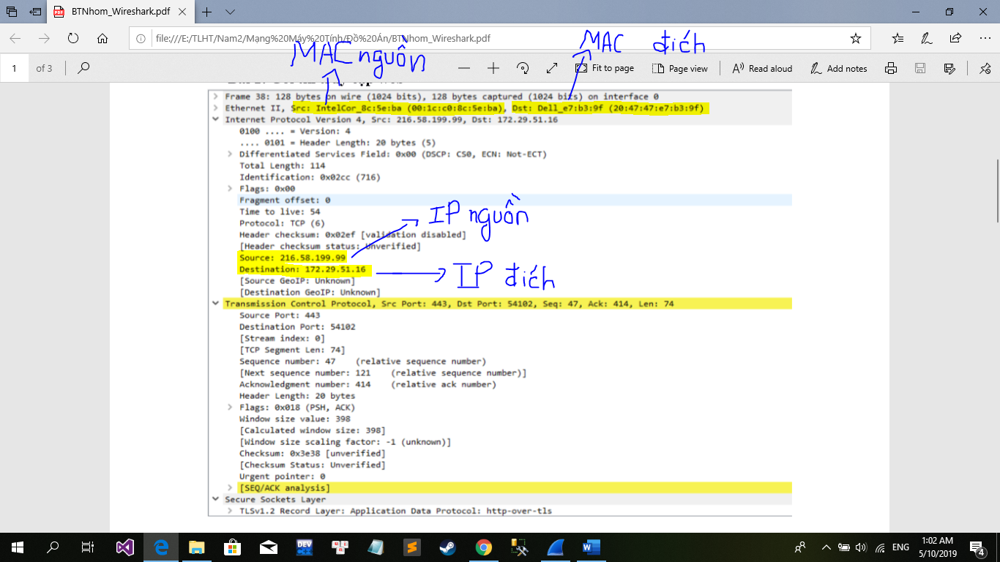 BTNhom_Wireshark.pdf
file:///E:/TLHT/Nam2/Mạng%20Máy%20Tính/Đồ%20Án/BTNhom_Wireshark.pdf
MAC nguồn
MAC đích
1 of 3
Fit to page
Page view
Read aloud
Add notes
Frame 38: 128 bytes on wire (1024 bits), 128 bytes captured (1024 bits) on interface 0
Ethernet II, Src: IntelCor_8c:5e:ba (00:1c:c0:8c:5e:ba), Dst: Dell_e7:b3:9f (20:47:47:e7:b3:9f)
Internet Protocol Version 4, Src: 216.58.199.99, Dst: 172.29.51.16
0100 .... = Version: 4
.... 0101 = Header Length: 20 bytes (5)
Differentiated Services Field: 0x00 (DSCP: CS0, ECN: Not-ECT)
Total Length: 114
Identification: 0x02cc (716)
Flags: 0x00
Fragment offset: 0
Time to live: 54
IP nguồn
Protocol: TCP (6)
Header checksum: 0x02ef [validation disabled]
[Header checksum status: Unverified]
Source: 216.58.199.99
Destination: 172.29.51.16
IP đích
[Source GeoIP: Unknown]
[Destination GeoIP: Unknown]
Transmission Control Protocol, Src Port: 443, Dst Port: 54102, Seq: 47, Ack: 414, Len: 74
Source Port: 443
Destination Port: 54102
[Stream index: 0]
[TCP Segment Len: 74]
Sequence number: 47 (relative sequence number)
[Next sequence number: 121 (relative sequence number)]
Acknowledgment number: 414 (relative ack number)
Header Length: 20 bytes
Flags: 0x018 (PSH, ACK)
Window size value: 398
[Calculated window size: 398]
[Window size scaling factor: -1 (unknown)]
Checksum: 0x3e38 [unverified]
[Checksum Status: Unverified]
Urgent pointer: 0
[SEQ/ACK analysis]
Secure Sockets Layer
TLSv1.2 Record Layer: Application Data Protocol: http-over-tls
DEV
ENG
1:02 AM
5/10/2019
4